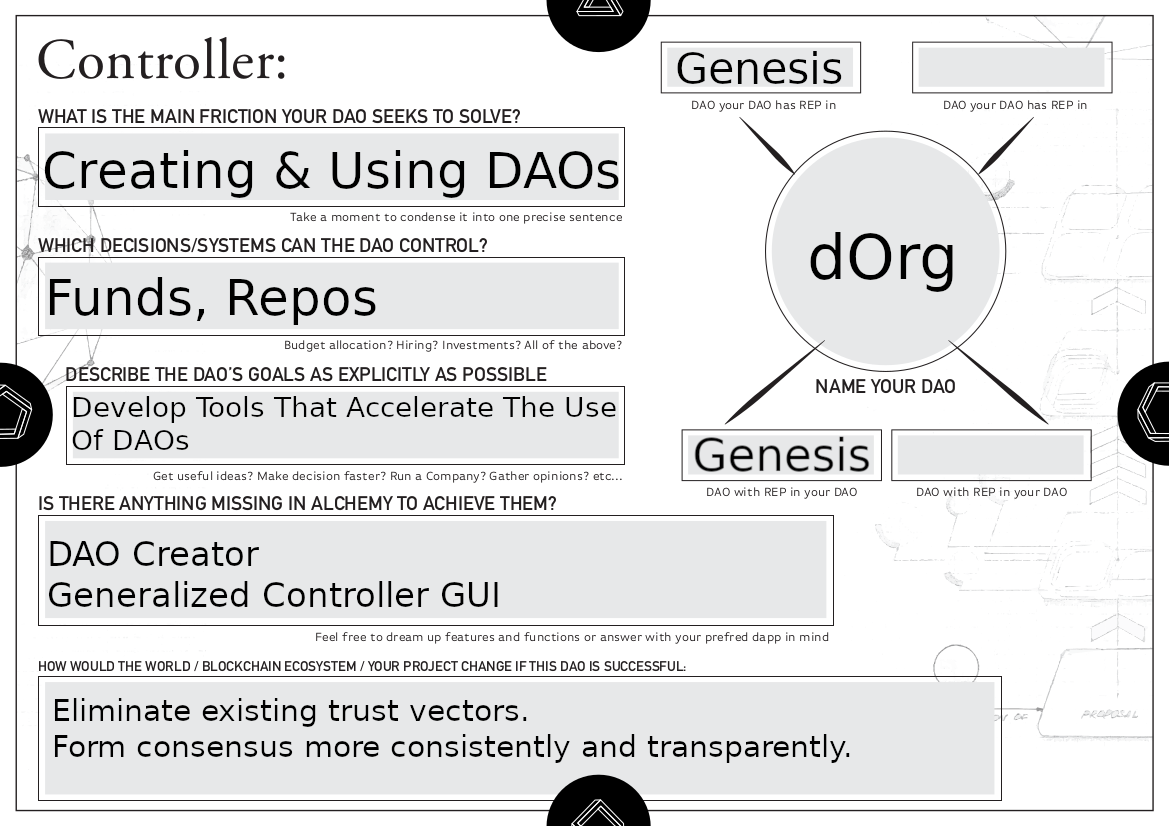 Controller:
WHAT IS THE MAIN FRICTION YOUR DAO SEEKS TO SOLVE?
Creating & Using DAOs
Take a moment to condense it into one precise sentence
WHICH DECISIONS/SYSTEMS CAN THE DAO CONTROL?
Funds, Repos
Budget allocation? Hiring? Investments? All of the above?
DESCRIBE THE DAO'S GOALS AS EXPLICITLY AS POSSIBLE
Develop Tools That Accelerate The Use
Of DAOs
Get useful ideas? Make decision faster? Run a Company? Gather opinions? etc...
IS THERE ANYTHING MISSING IN ALCHEMY TO ACHIEVE THEM?
DAO Creator
Generalized Controller GUI
Feel free to dream up features and functions or answer with your prefred dapp in mind
HOW WOULD THE WORLD / BLOCKCHAIN ECOSYSTEM / YOUR PROJECT CHANGE IF THIS DAO IS SUCCESSFUL:
Eliminate existing trust vectors.
Form consensus more consistently and transparently.
Genesis
DAO your DAO has REP in
DAO your DAO has REP in
dOrg
NAME YOUR DAO
Genesis
DAO with REP in your DAO
DAO with REP in your DAO
OF
PROPOSAL